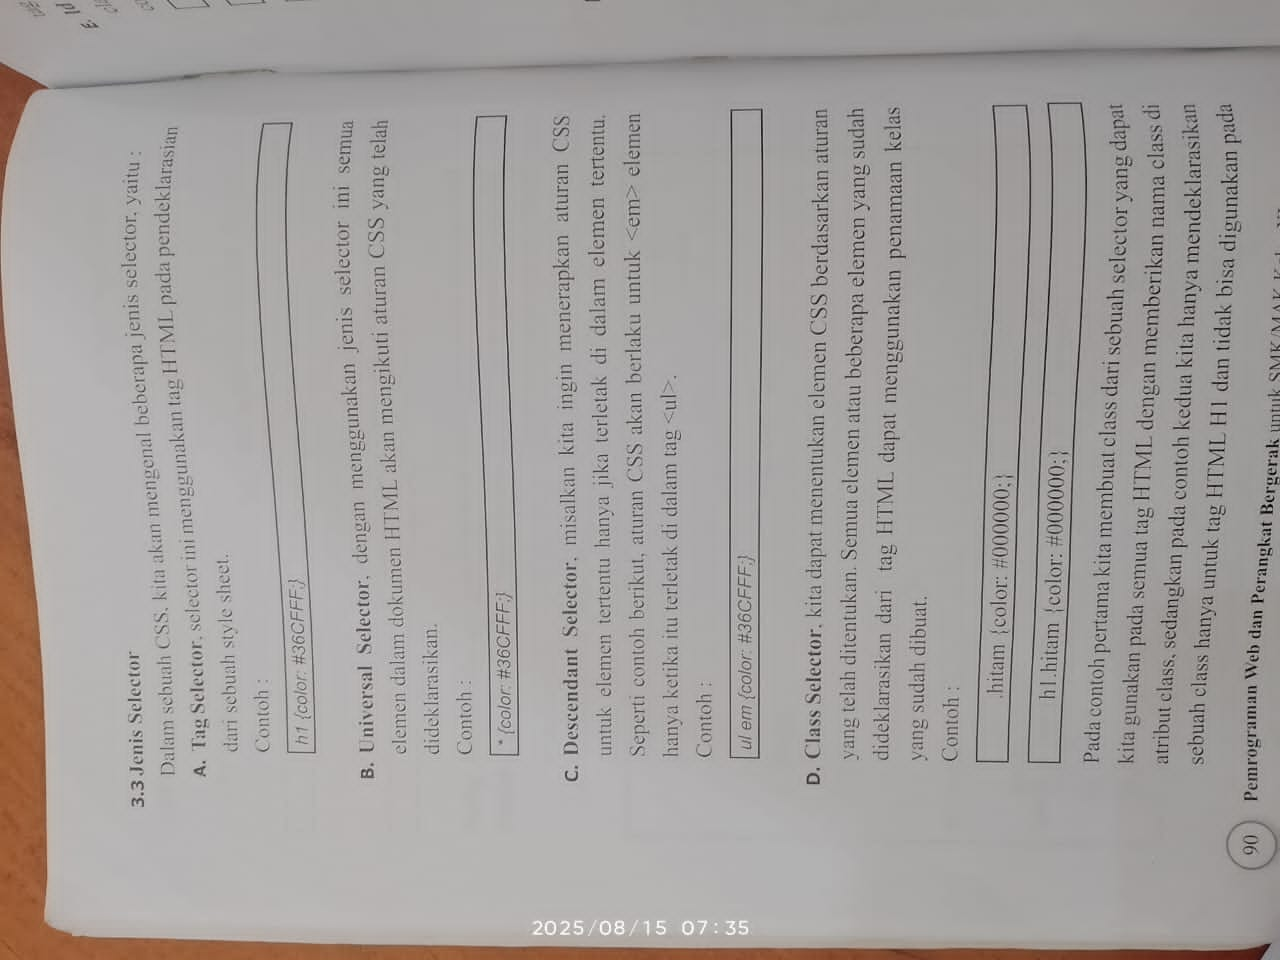 3.3 Jenis Selector
Dalam sebuah CSS, kita akan mengenal beberapa jenis selector, yaitu :
A. Tag Selector, selector ini menggunakan tag HTML pada pendeklarasian
dari sebuah style sheet.
Contoh :
h1 {color: #36CFFF;}
B. Universal Selector, dengan menggunakan jenis selector ini semua
elemen dalam dokumen HTML akan mengikuti aturan CSS yang telah
dideklarasikan.
Contoh :
* {color: #36CFFF;}
C. Descendant Selector, misalkan kita ingin menerapkan aturan CSS
untuk elemen tertentu hanya jika terletak di dalam elemen tertentu.
Seperti contoh berikut, aturan CSS akan berlaku untuk <em> elemen
hanya ketika itu terletak di dalam tag <ul>.
Contoh :
ul em {color: #36CFFF;}
D. Class Selector, kita dapat menentukan elemen CSS berdasarkan aturan
yang telah ditentukan. Semua elemen atau beberapa elemen yang sudah
dideklarasikan dari tag HTML dapat menggunakan penamaan kelas
yang sudah dibuat.
Contoh :
.hitam {color: #000000;}
h1.hitam {color: #000000;}
Pada contoh pertama kita membuat class dari sebuah selector yang dapat
kita gunakan pada semua tag HTML dengan memberikan nama class di
atribut class, sedangkan pada contoh kedua kita hanya mendeklarasikan
sebuah class hanya untuk tag HTML H1 dan tidak bisa digunakan pada
90 Pemrograman Web dan Perangkat Bergerak untuk SMK/MAK
E. Id
2025/08/15 07:35